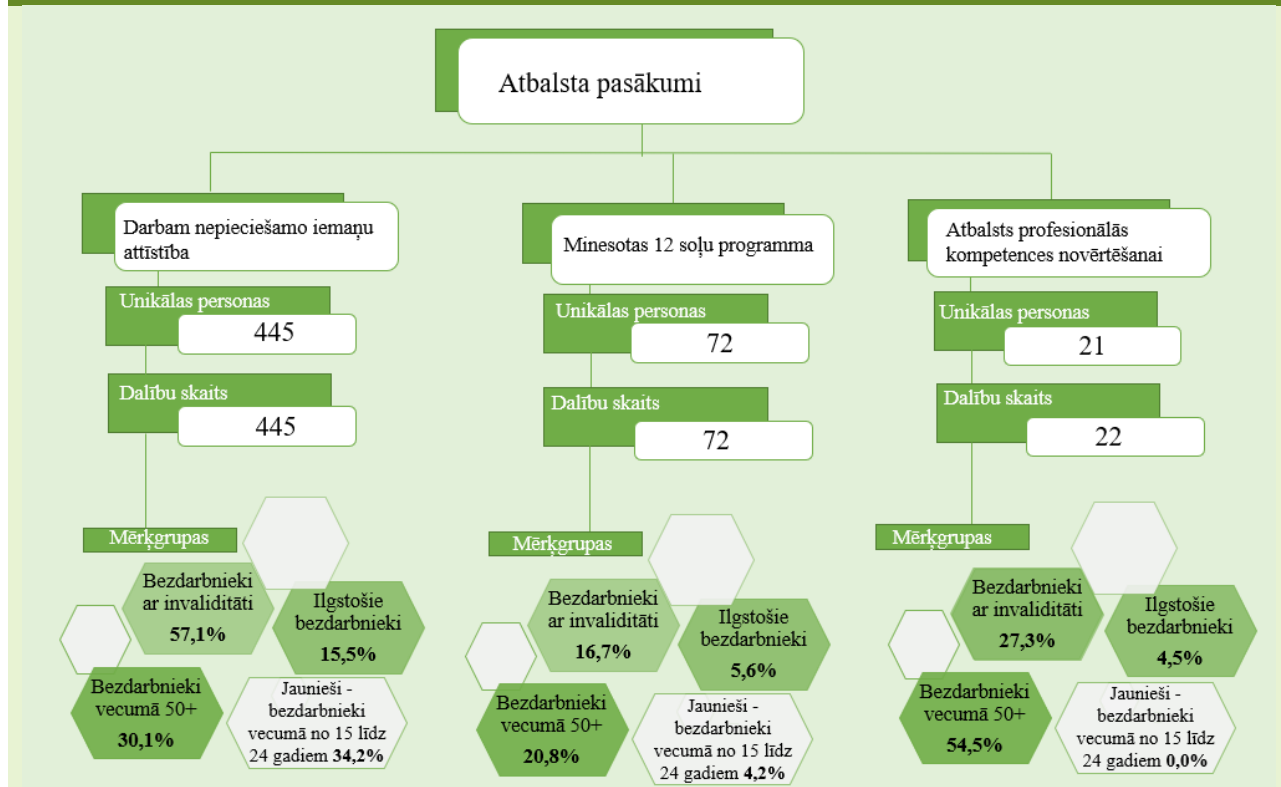 Atbalsta pasākumi
Darbam nepieciešamo iemaņu
attīstība
Unikālas personas
445
Dalību skaits
445
Mērķgrupas
Bezdarbnieki
ar invaliditāti
57,1%
Ilgstošie
bezdarbnieki
15,5%
Bezdarbnieki
vecumā 50+
30,1%
Jaunieši -
bezdarbnieki
vecumā no 15 līdz
24 gadiem 34,2%
Minesotas 12 soļu programma
Unikālas personas
72
Dalību skaits
72
Mērķgrupas
Bezdarbnieki
ar invaliditāti
16,7%
Ilgstošie
bezdarbnieki
5,6%
Bezdarbnieki
vecumā 50+
20,8%
Jaunieši -
bezdarbnieki
vecumā no 15 līdz
24 gadiem 4,2%
Atbalsts profesionālās
kompetences novērtēšanai
Unikālas personas
21
Dalību skaits
22
Mērķgrupas
Bezdarbnieki
ar invaliditāti
27,3%
Ilgstošie
bezdarbnieki
4,5%
Bezdarbnieki
vecumā 50+
54,5%
Jaunieši -
bezdarbnieki
vecumā no 15 līdz
24 gadiem 0,0%